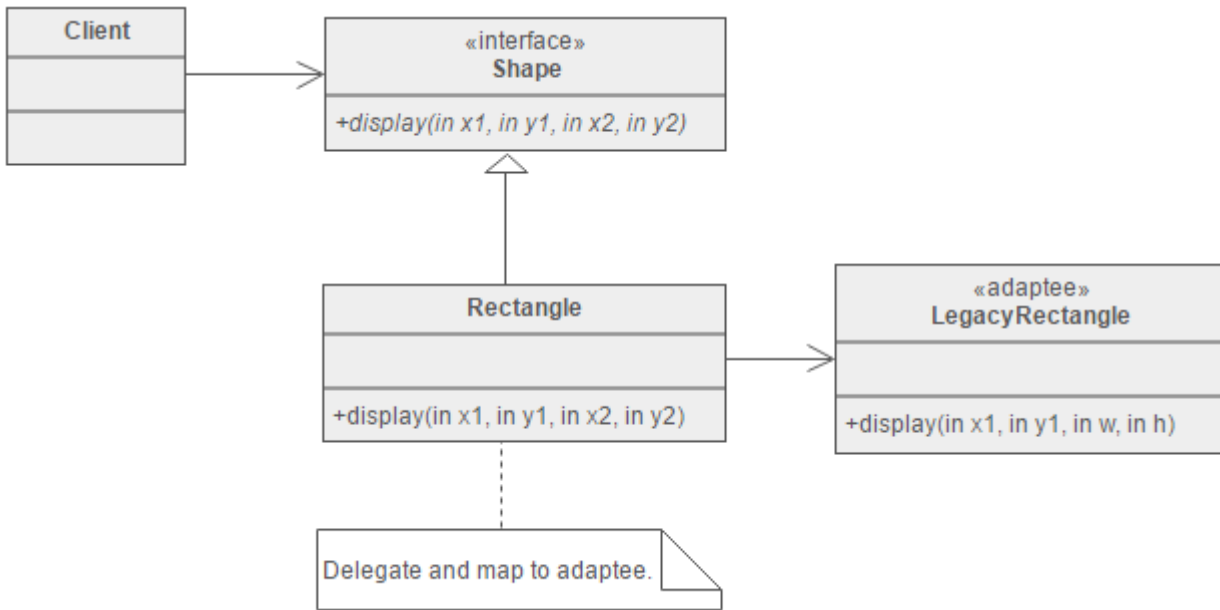 Client
«interface»
Shape
+display(in x1, in y1, in x2, in y2)
Rectangle
+display(in x1, in y1, in x2, in y2)
«adaptee»
LegacyRectangle
+display(in x1, in y1, in w, in h)
Delegate and map to adaptee.